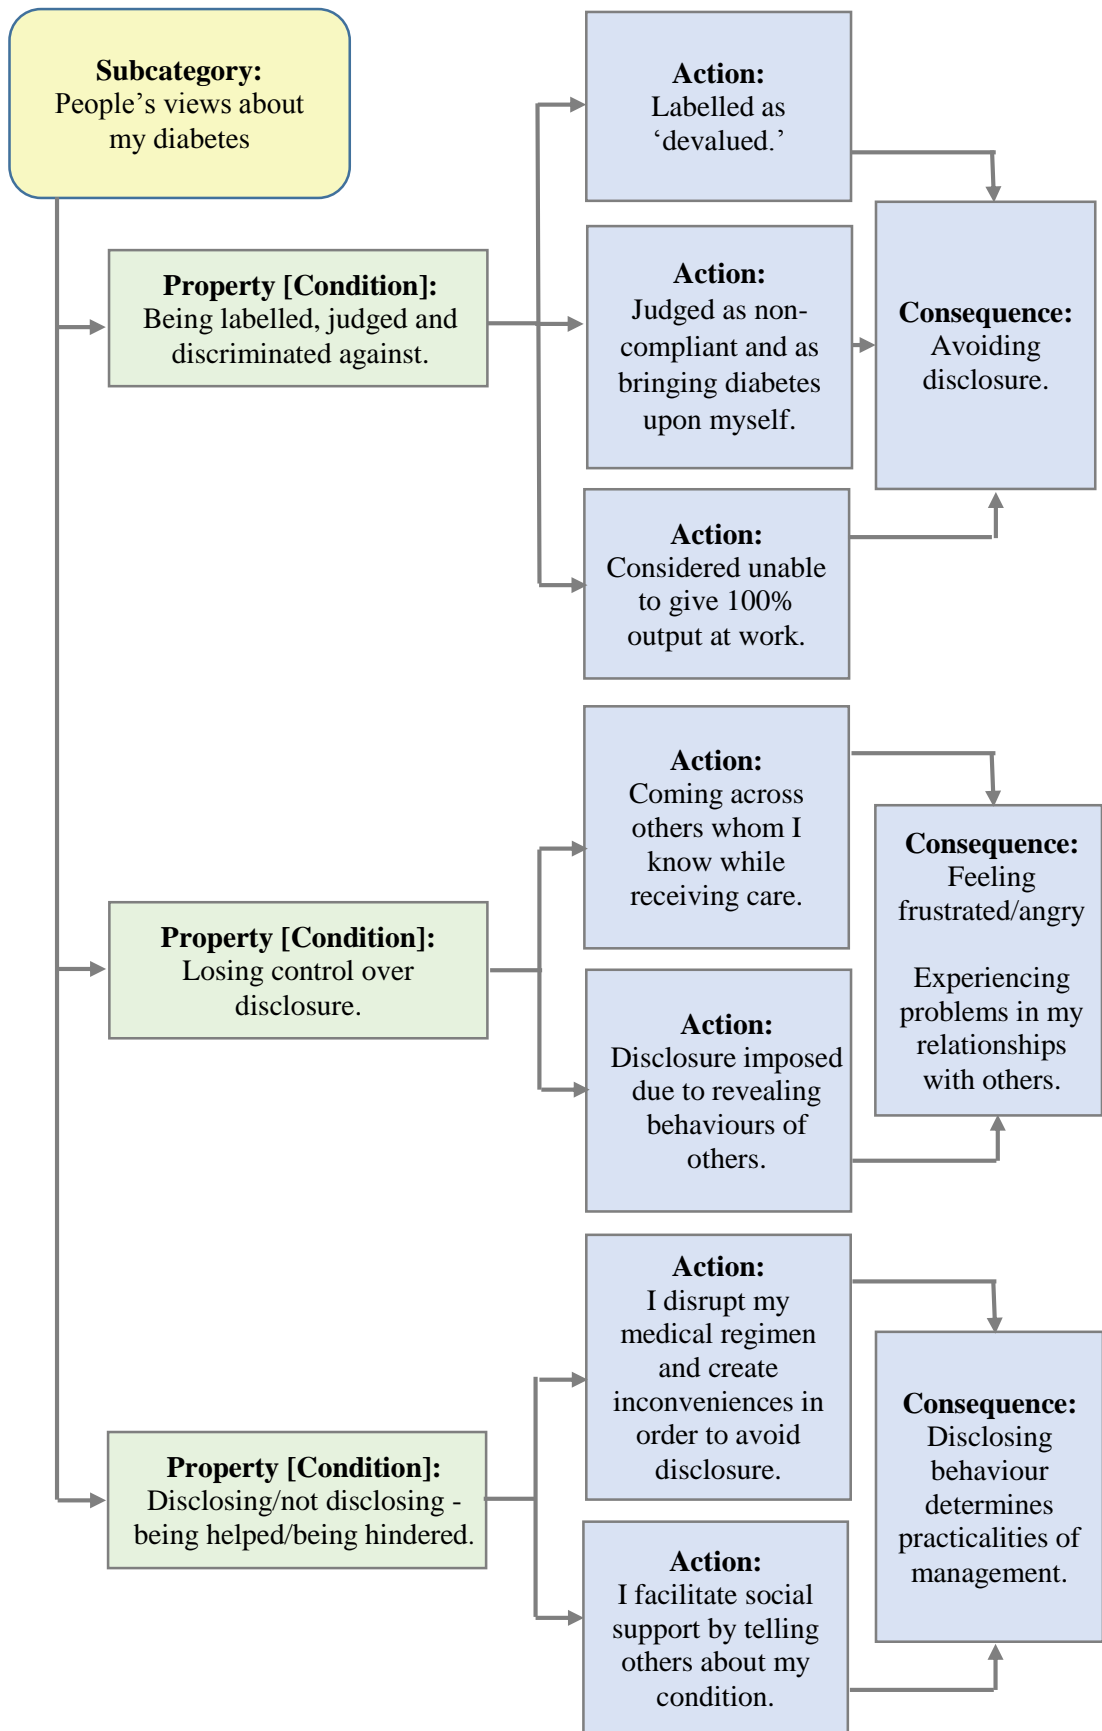 Subcategory:
People’s views about
my diabetes
Property [Condition]:
Being labelled, judged and
discriminated against.
Action:
Labelled as
‘devalued.’
Action:
Judged as non-
compliant and as
bringing diabetes
upon myself.
Action:
Considered unable
to give 100%
output at work.
Consequence:
Avoiding
disclosure.
Property [Condition]:
Losing control over
disclosure.
Action:
Coming across
others whom I
know while
receiving care.
Action:
Disclosure imposed
due to revealing
behaviours of
others.
Consequence:
Feeling
frustrated/angry
Experiencing
problems in my
relationships
with others.
Property [Condition]:
Disclosing/not disclosing -
being helped/being hindered.
Action:
I disrupt my
medical regimen
and create
inconveniences in
order to avoid
disclosure.
Action:
I facilitate social
support by telling
others about my
condition.
Consequence:
Disclosing
behaviour
determines
practicalities of
management.